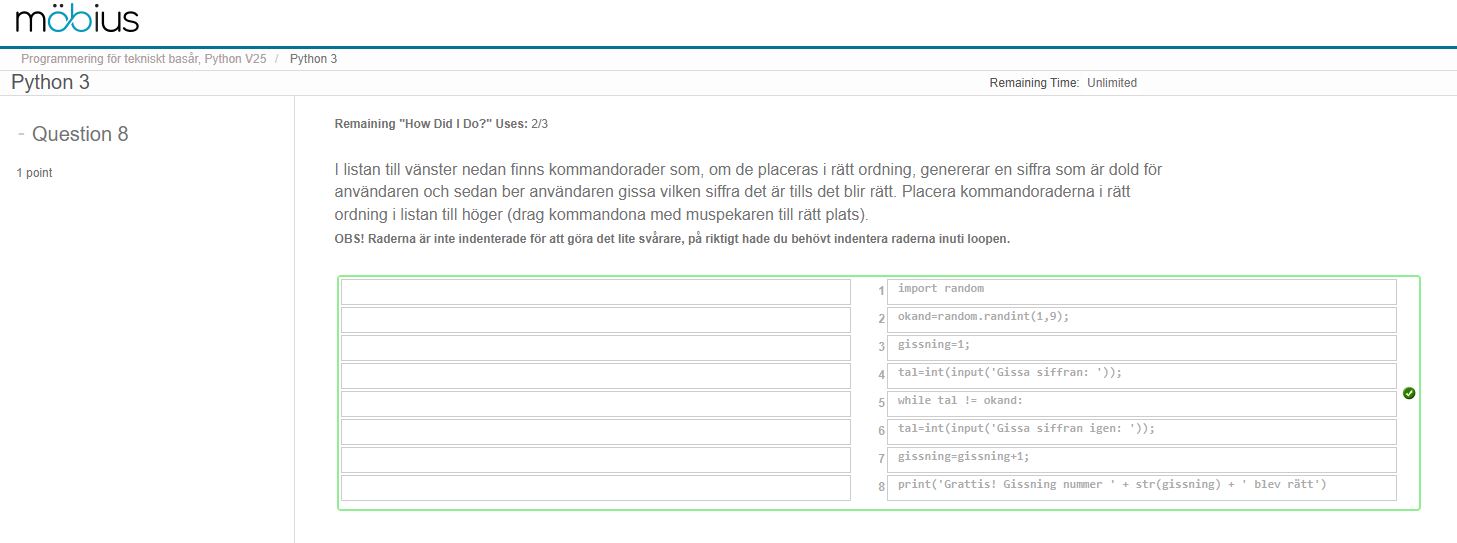 möbius
Programmering för tekniskt basår, Python V25 / Python 3
Python 3
Remaining Time: Unlimited
- Question 8
1 point
Remaining "How Did I Do?" Uses: 2/3
I listan till vänster nedan finns kommandorader som, om de placeras i rätt ordning, genererar en siffra som är dold för
användaren och sedan ber användaren gissa vilken siffra det är tills det blir rätt. Placera kommandoraderna i rätt
ordning i listan till höger (drag kommandona med muspekaren till rätt plats).
OBS! Raderna är inte indenterade för att göra det lite svårare, på riktigt hade du behövt indentera raderna inuti loopen.
1 import random
2 okand=random.randint(1,9);
3 gissning=1;
4 tal=int(input('Gissa siffran: '));
5 while tal != okand:
6 tal=int(input('Gissa siffran igen: '));
7 gissning=gissning+1;
8 print('Grattis! Gissning nummer ' + str(gissning) + ' blev rätt')